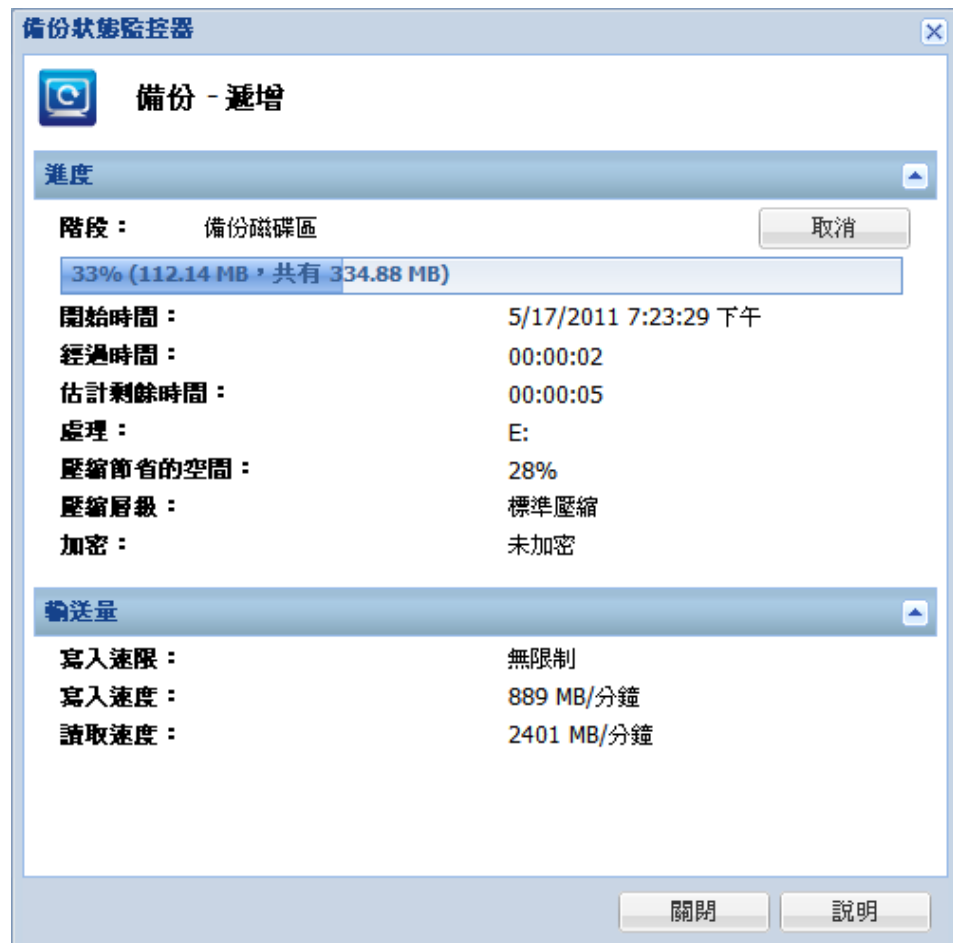 備份狀態監控器
備份 - 遞增
進度
階段： 備份磁碟區 取消
33% (112.14 MB，共有 334.88 MB)
開始時間： 5/17/2011 7:23:29 下午
經過時間： 00:00:02
估計剩餘時間： 00:00:05
處理： E:
壓縮節省的空間： 28%
壓縮層級： 標準壓縮
加密： 未加密
輸送量
寫入速限： 無限制
寫入速度： 889 MB/分鐘
讀取速度： 2401 MB/分鐘
關閉 說明